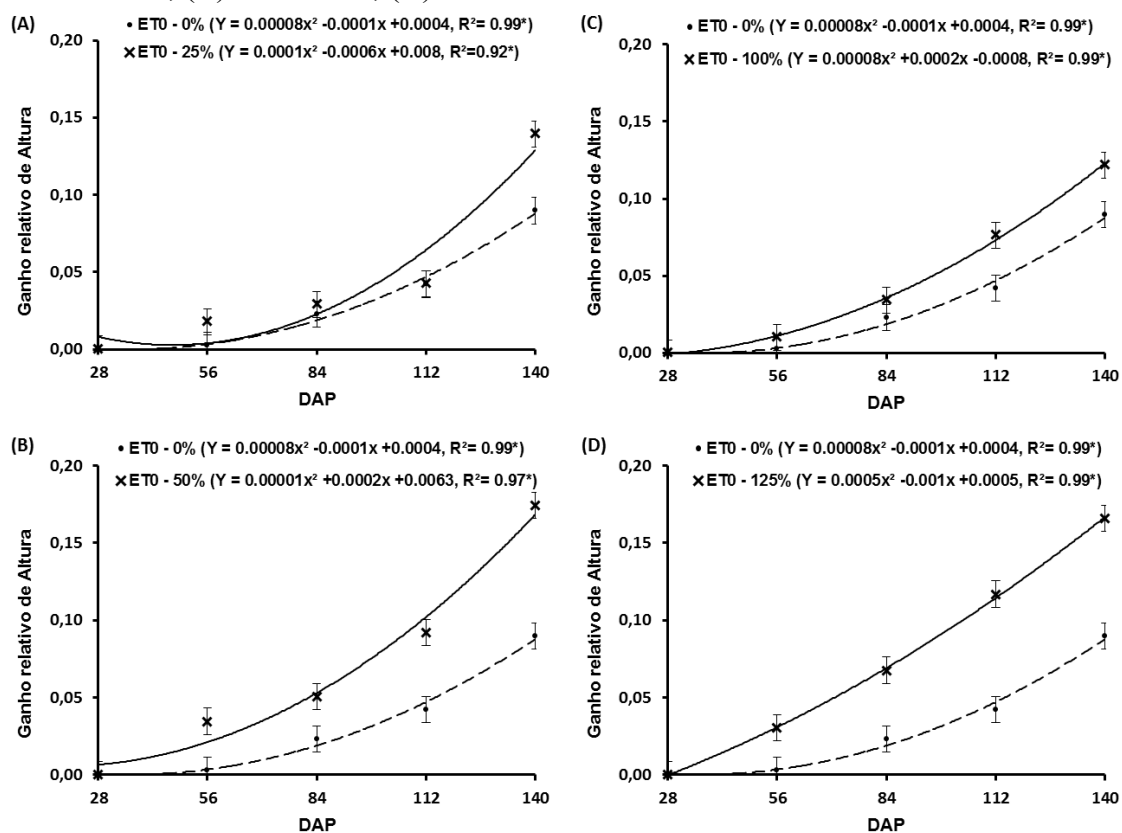 (A)
• ET0 - 0% (Y = 0.00008x² -0.0001x +0.0004, R²= 0.99*)
× ET0 - 25% (Y = 0.0001x² -0.0006x +0.008, R²=0.92*)
Ganho relativo de Altura
0,20
0,15
0,10
0,05
0,00
28 56 84 112 140
DAP
(C)
• ET0 - 0% (Y = 0.00008x² -0.0001x +0.0004, R²= 0.99*)
× ET0 - 100% (Y = 0.00008x² +0.0002x -0.0008, R²= 0.99*)
Ganho relativo de Altura
0,20
0,15
0,10
0,05
0,00
28 56 84 112 140
DAP
(B)
• ET0 - 0% (Y = 0.00008x² -0.0001x +0.0004, R²= 0.99*)
× ET0 - 50% (Y = 0.00001x² +0.0002x +0.0063, R²= 0.97*)
Ganho relativo de Altura
0,20
0,15
0,10
0,05
0,00
28 56 84 112 140
DAP
(D)
• ET0 - 0% (Y = 0.00008x² -0.0001x +0.0004, R²= 0.99*)
× ET0 - 125% (Y = 0.0005x² -0.001x +0.0005, R²= 0.99*)
Ganho relativo de Altura
0,20
0,15
0,10
0,05
0,00
28 56 84 112 140
DAP